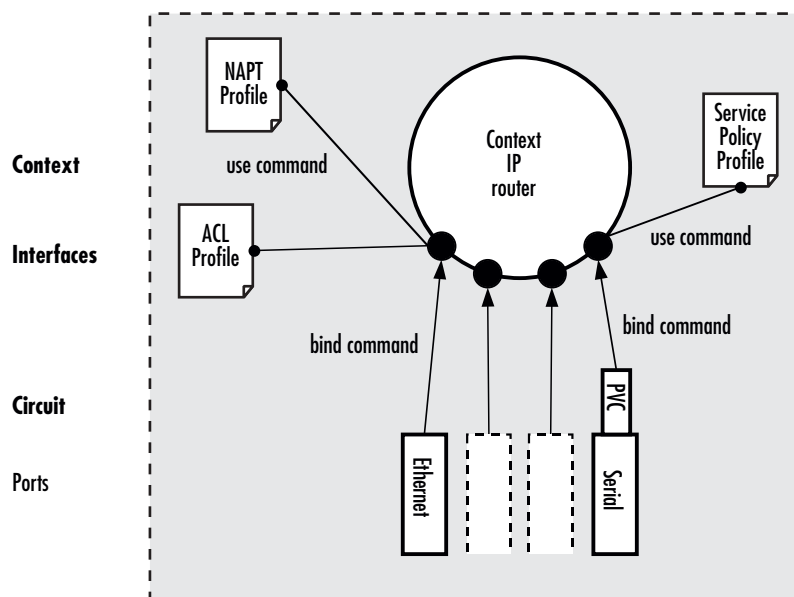 NAPT
Profile
Context
IP
router
Service
Policy
Profile
Context
use command
ACL
Profile
use command
Interfaces
bind command
bind command
PVC
Circuit
Ethernet
Serial
Ports